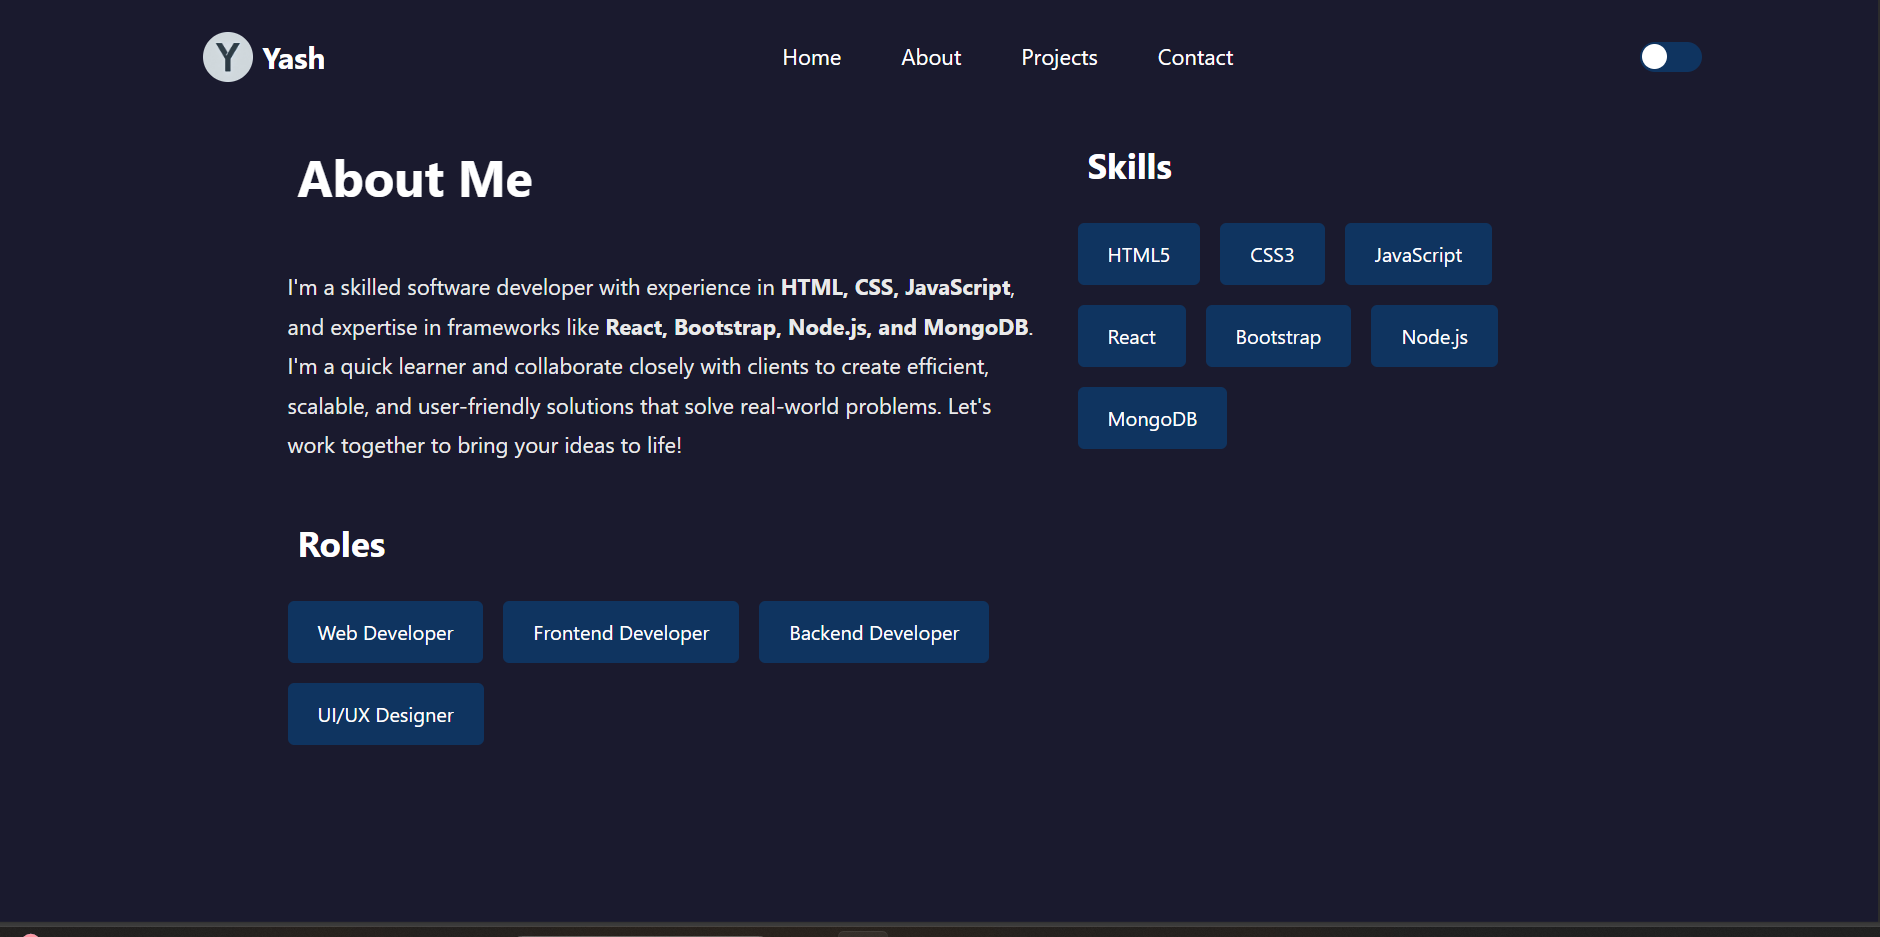 Y Yash
Home About Projects Contact
About Me
I'm a skilled software developer with experience in HTML, CSS, JavaScript,
and expertise in frameworks like React, Bootstrap, Node.js, and MongoDB.
I'm a quick learner and collaborate closely with clients to create efficient,
scalable, and user-friendly solutions that solve real-world problems. Let's
work together to bring your ideas to life!
Roles
Web Developer Frontend Developer Backend Developer
UI/UX Designer
Skills
HTML5 CSS3 JavaScript
React Bootstrap Node.js
MongoDB